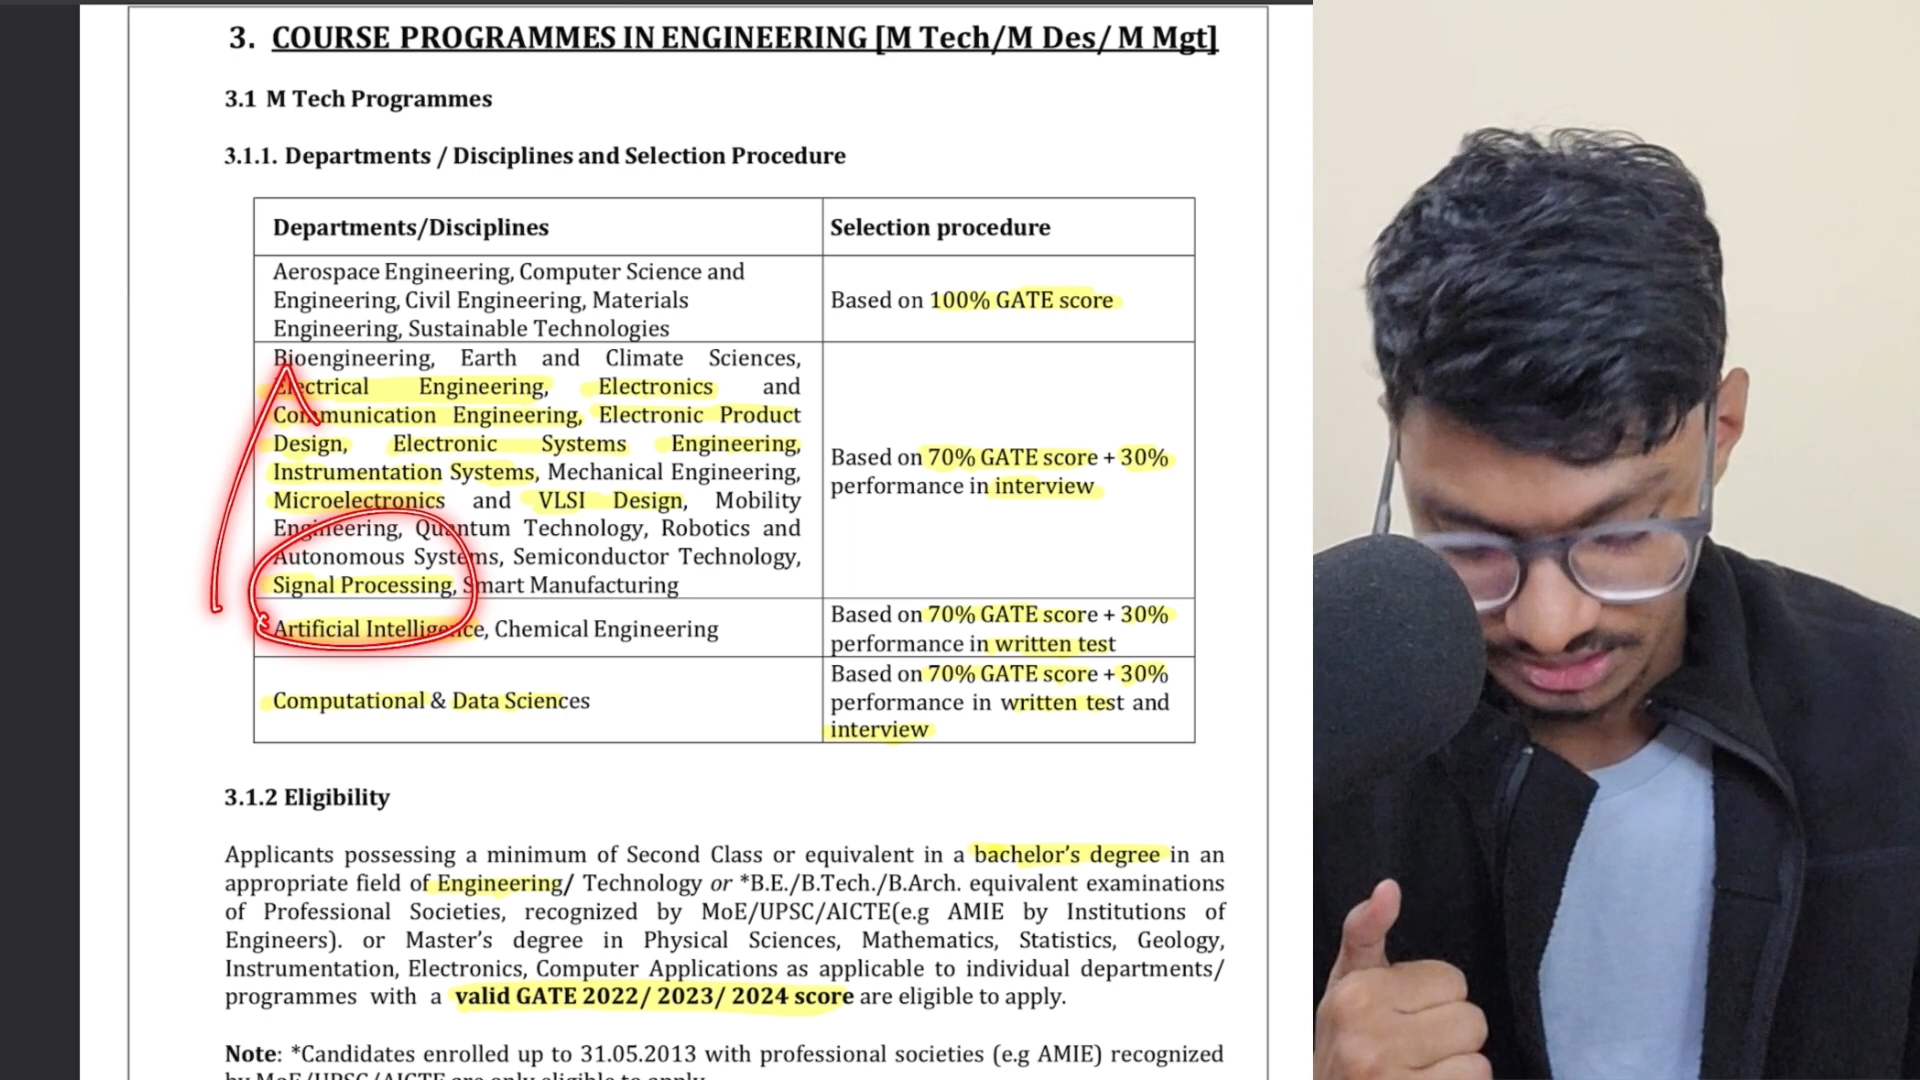 3. COURSE PROGRAMMES IN ENGINEERING [M Tech/M Des/ M Mgt]
3.1 M Tech Programmes
3.1.1. Departments / Disciplines and Selection Procedure
Departments/Disciplines
Selection procedure
Aerospace Engineering, Computer Science and
Engineering, Civil Engineering, Materials
Engineering, Sustainable Technologies
Based on 100% GATE score
Bioengineering, Earth and Climate Sciences,
Electrical Engineering, Electronics and
Communication Engineering, Electronic Product
Design, Electronic Systems Engineering,
Instrumentation Systems, Mechanical Engineering,
Microelectronics and VLSI Design, Mobility
Engineering, Quantum Technology, Robotics and
Autonomous Systems, Semiconductor Technology,
Signal Processing, Smart Manufacturing
Based on 70% GATE score + 30%
performance in interview
Artificial Intelligence, Chemical Engineering
Based on 70% GATE score + 30%
performance in written test
Computational & Data Sciences
Based on 70% GATE score + 30%
performance in written test and
interview
3.1.2 Eligibility
Applicants possessing a minimum of Second Class or equivalent in a bachelor's degree in an
appropriate field of Engineering/ Technology or *B.E./B.Tech./B.Arch. equivalent examinations
of Professional Societies, recognized by MoE/UPSC/AICTE(e.g AMIE by Institutions of
Engineers). or Master's degree in Physical Sciences, Mathematics, Statistics, Geology,
Instrumentation, Electronics, Computer Applications as applicable to individual departments/
programmes with a valid GATE 2022/ 2023/ 2024 score are eligible to apply.
Note: *Candidates enrolled up to 31.05.2013 with professional societies (e.g AMIE) recognized
by MoE/UPSC/AICTE are only eligible to apply